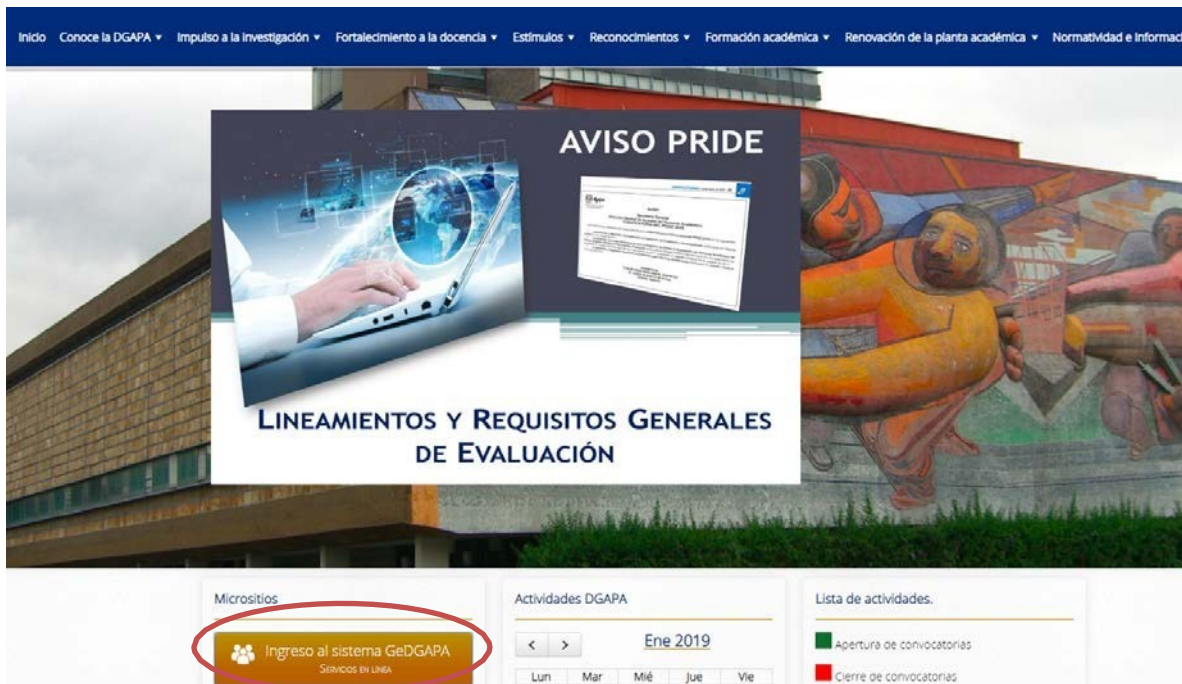 Inicio Conoce la DGAPA Impulso a la investigación Fortalecimiento a la docencia Estímulos Reconocimientos Formación académica Renovación de la planta académica Normatividad e Informac
AVISO PRIDE
LINEAMIENTOS Y REQUISITOS GENERALES
DE EVALUACIÓN
Micrositios
Ingreso al sistema GeDGAPA
SERVICIOS EN LINEA
Actividades DGAPA
< > Ene 2019
Lun Mar Mié Jue Vie
Lista de actividades.
Apertura de convocatorias
Cierre de convocatorias